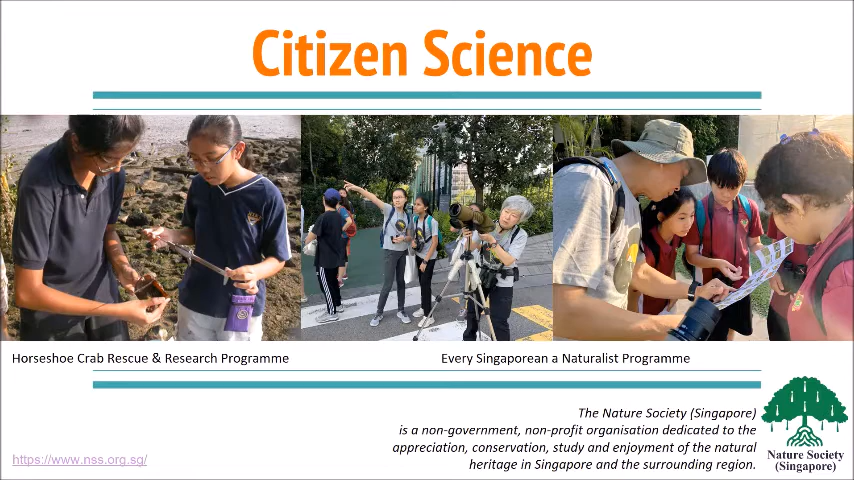 Citizen Science
Horseshoe Crab Rescue & Research Programme
Every Singaporean a Naturalist Programme
The Nature Society (Singapore)
is a non-government, non-profit organisation dedicated to the
appreciation, conservation, study and enjoyment of the natural
heritage in Singapore and the surrounding region.
https://www.nss.org.sg/
Nature Society
(Singapore)